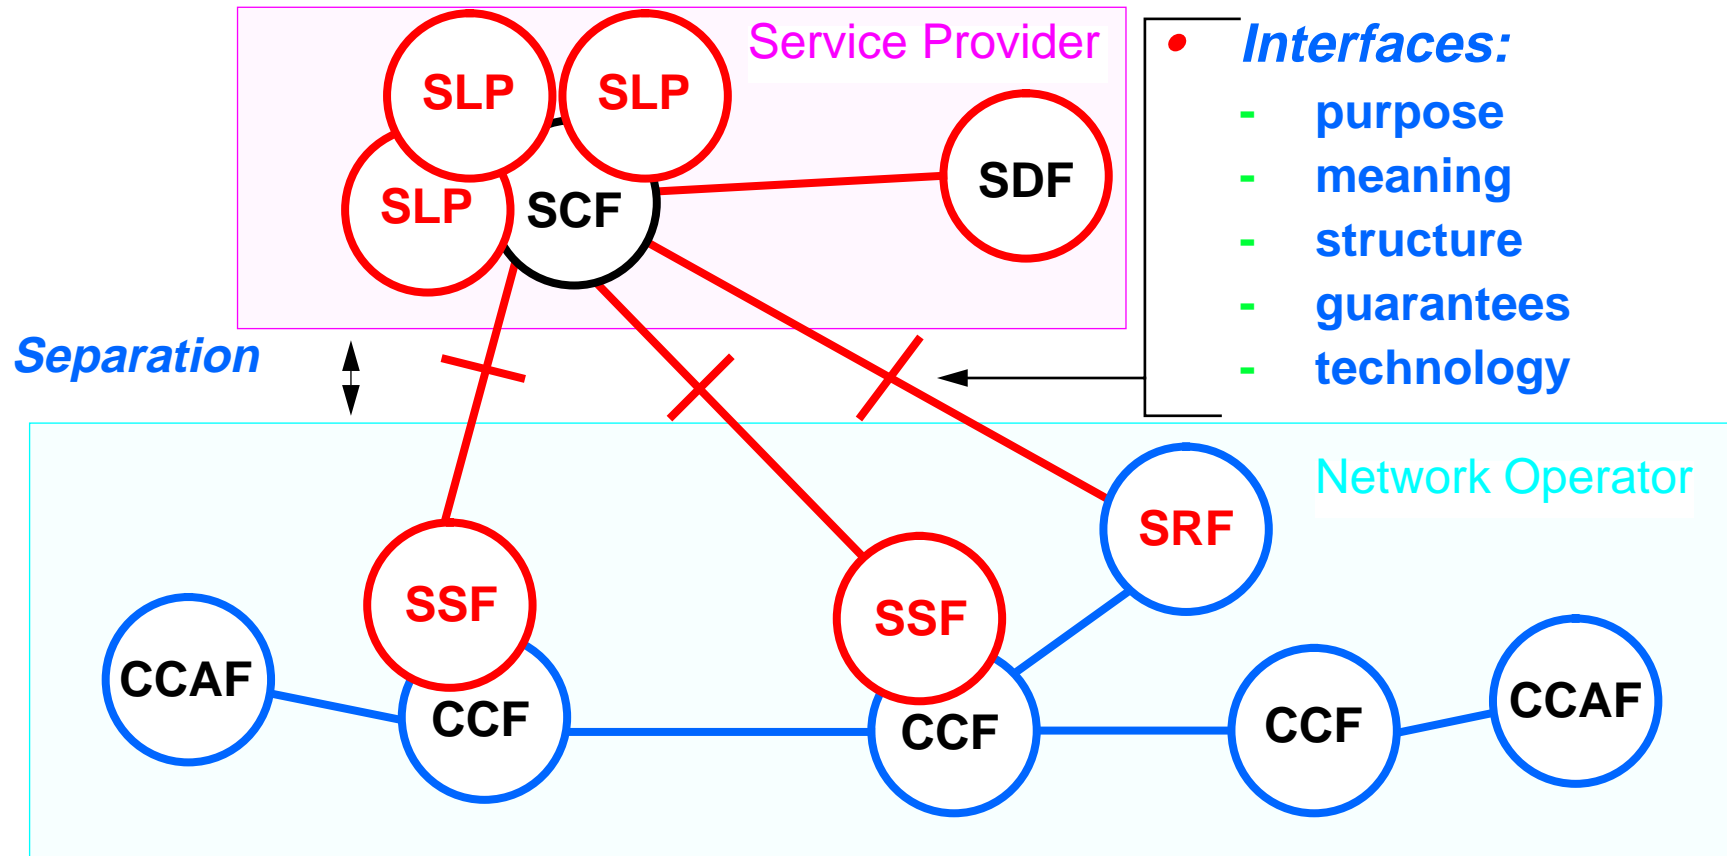 Service Provider
• Interfaces:
- purpose
- meaning
- structure
- guarantees
- technology
SLP
SLP
SLP
SCF
SDF
Separation
Network Operator
SRF
SSF
SSF
CCAF
CCF
CCF
CCF
CCAF